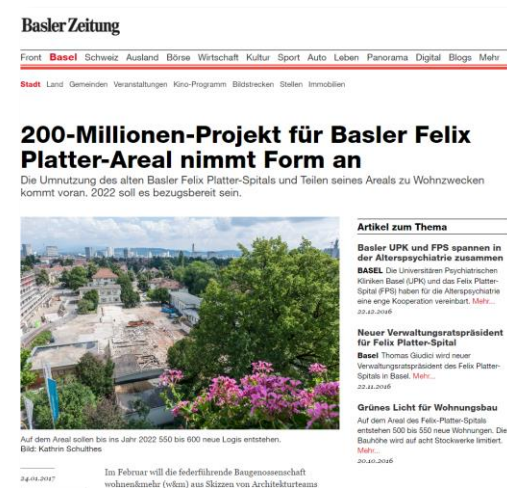 Basler Zeitung
Front Basel Schweiz Ausland Börse Wirtschaft Kultur Sport Auto Leben Panorama Digital Blogs Mehr
Stadt Land Gemeinden Veranstaltungen Kino-Programm Bildstrecken Stellen Immobilien
200-Millionen-Projekt für Basler Felix
Platter-Areal nimmt Form an
Die Umnutzung des alten Basler Felix Platter-Spitals und Teilen seines Areals zu Wohnzwecken
kommt voran. 2022 soll es bezugsbereit sein.
Auf dem Areal sollen bis ins Jahr 2022 550 bis 600 neue Logis entstehen.
Bild: Kathrin Schulthess
24.01.2017
Im Februar will die federführende Baugenossenschaft
wohnen&mehr (w&m) aus Skizzen von Architekturteams
Artikel zum Thema
Basler UPK und FPS spannen in
der Alterspsychiatrie zusammen
BASEL Die Universitären Psychiatrischen
Kliniken Basel (UPK) und das Felix Platter-
Spital (FPS) haben für die Alterspsychiatrie
eine enge Kooperation vereinbart. Mehr...
22.12.2016
Neuer Verwaltungsratspräsident
für Felix Platter-Spital
Basel Thomas Giudici wird neuer
Verwaltungsratspräsident des Felix Platter-
Spitals in Basel. Mehr...
22.11.2016
Grünes Licht für Wohnungsbau
Auf dem Areal des Felix-Platter-Spitals
entstehen 500 bis 550 neue Wohnungen. Die
Bauhöhe wird auf acht Stockwerke limitiert.
Mehr...
20.10.2016